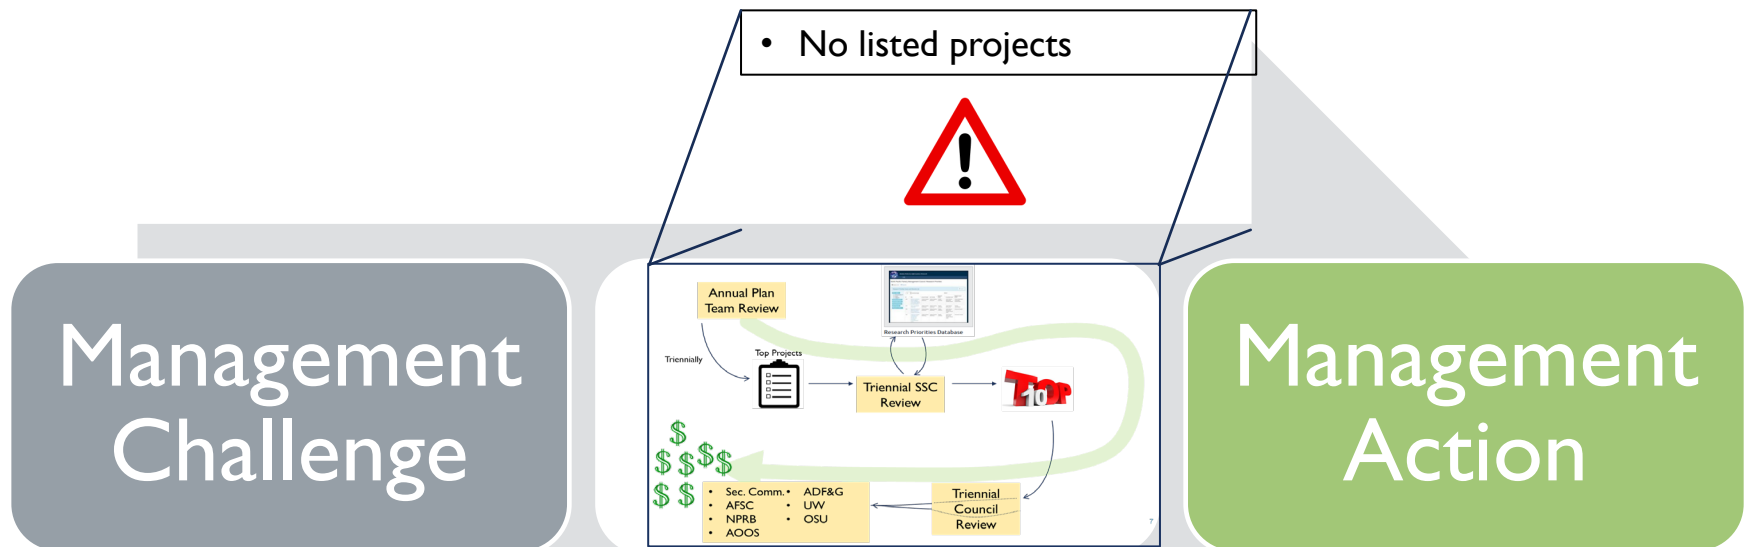 • No listed projects
Management
Challenge
Annual Plan
Team Review
Research Priorities Database
Triennially
Top Projects
Triennial SSC
Review
TOP
10
$
$ $ $ $
$ $
• Sec. Comm.
• AFSC
• NPRB
• AOOS
• ADF&G
• UW
• OSU
Triennial
Council
Review
7
Management
Action